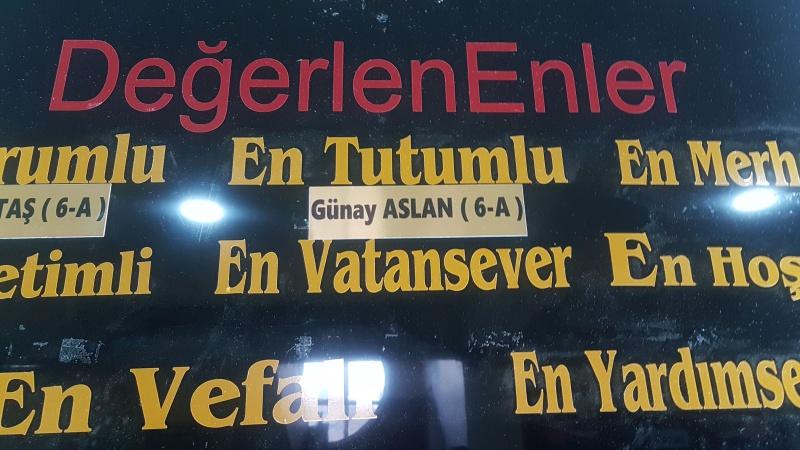 DeğerlenEnler
rumlu En Tutumlu En Merh
TAŞ ( 6-A ) Günay ASLAN ( 6-A )
etimli En Vatansever En Hoş
En Vefalı En Yardımse